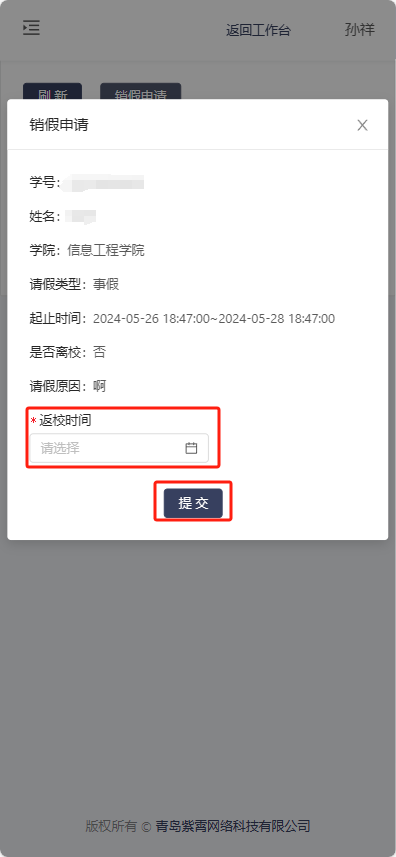 返回工作台 孙祥
刷 新 销假申请
销假申请
学号：
姓名：
学院：信息工程学院
请假类型：事假
起止时间：2024-05-26 18:47:00~2024-05-28 18:47:00
是否离校：否
请假原因：啊
* 返校时间
请选择
提 交
版权所有 © 青岛紫霄网络科技有限公司